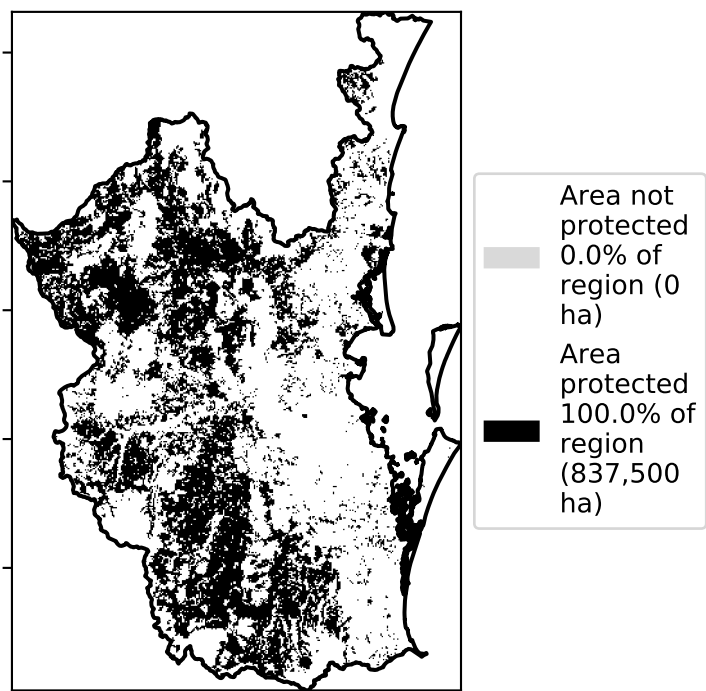 Area not
protected
0.0% of
region (0
ha)
Area
protected
100.0% of
region
(837,500
ha)